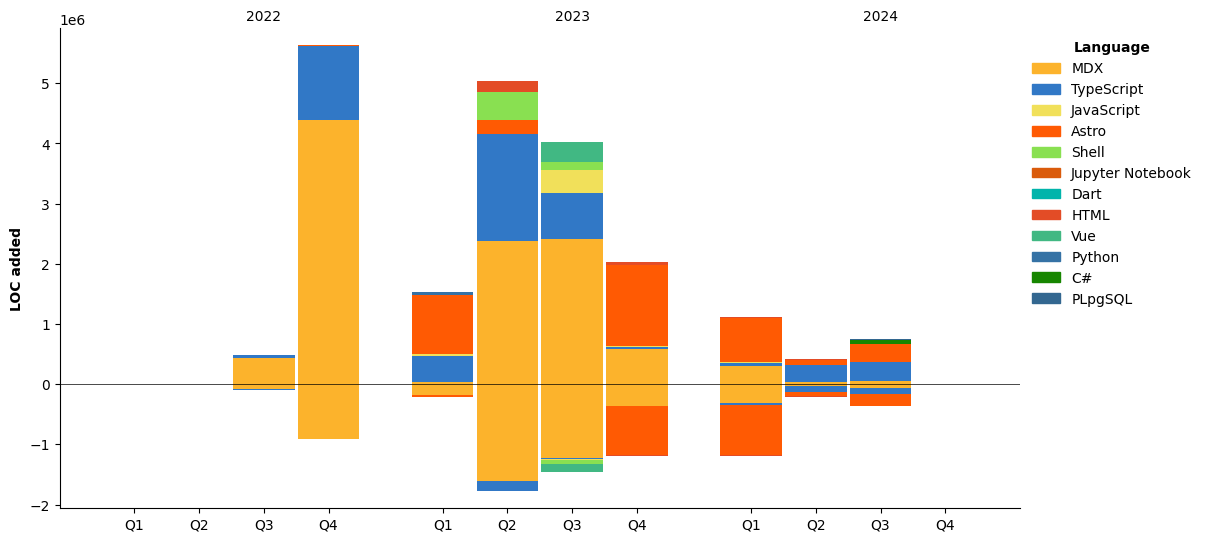 2022 2023 2024
1e6
5
4
3
2
1
0
−1
−2
LOC added
Q1 Q2 Q3 Q4 Q1 Q2 Q3 Q4 Q1 Q2 Q3 Q4
Language
MDX
TypeScript
JavaScript
Astro
Shell
Jupyter Notebook
Dart
HTML
Vue
Python
C#
PLpgSQL